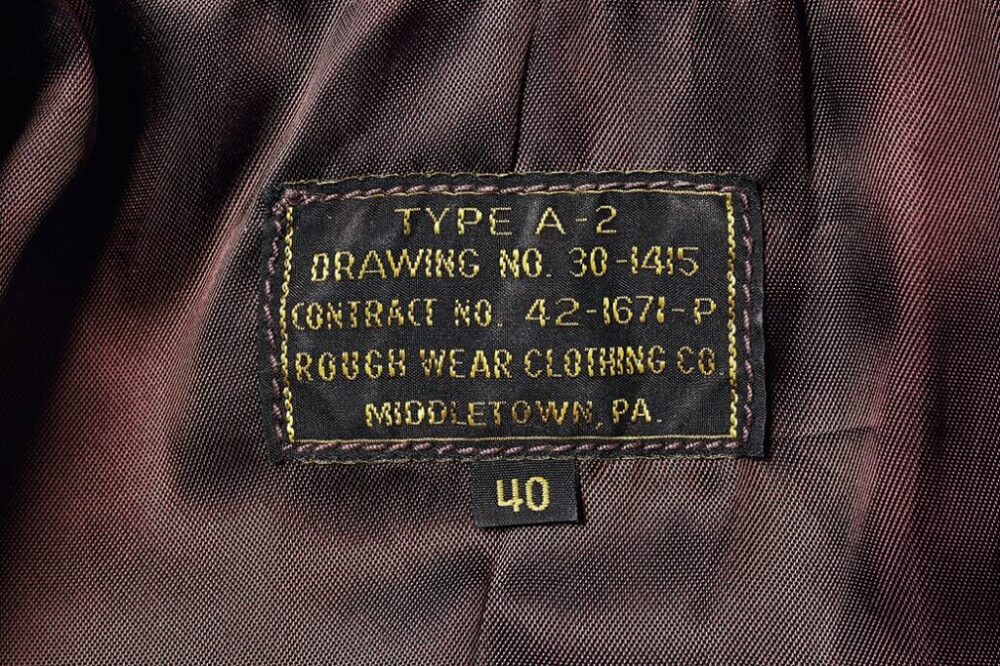 TYPE A-2
DRAWING NO. 30-1415
CONTRACT NO. 42-1671-P
ROUGH WEAR CLOTHING CO.
MIDDLETOWN, PA.
40